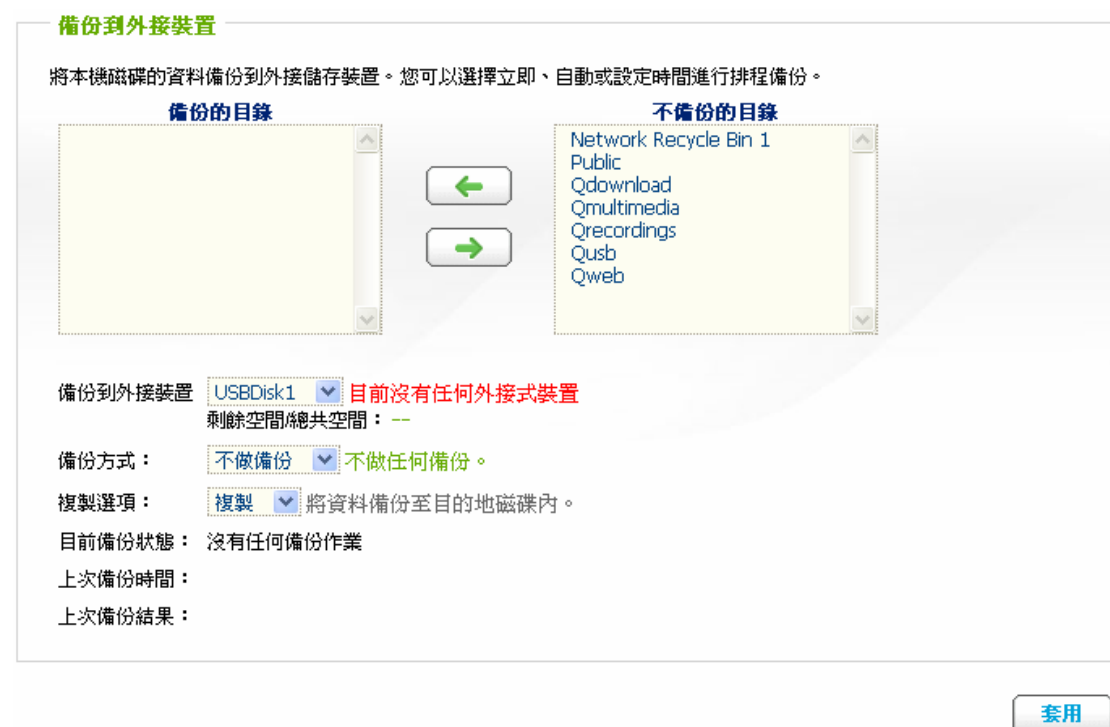 備份到外接裝置
將本機磁碟的資料備份到外接儲存裝置。您可以選擇立即、自動或設定時間進行排程備份。
備份的目錄
不備份的目錄
Network Recycle Bin 1
Public
Qdownload
Qmultimedia
Qrecordings
Qusb
Qweb
備份到外接裝置 USBDisk1 目前沒有任何外接式裝置
剩餘空間/總共空間：--
備份方式： 不做備份 不做任何備份。
複製選項： 複製 將資料備份至目的地磁碟內。
目前備份狀態： 沒有任何備份作業
上次備份時間：
上次備份結果：
套用